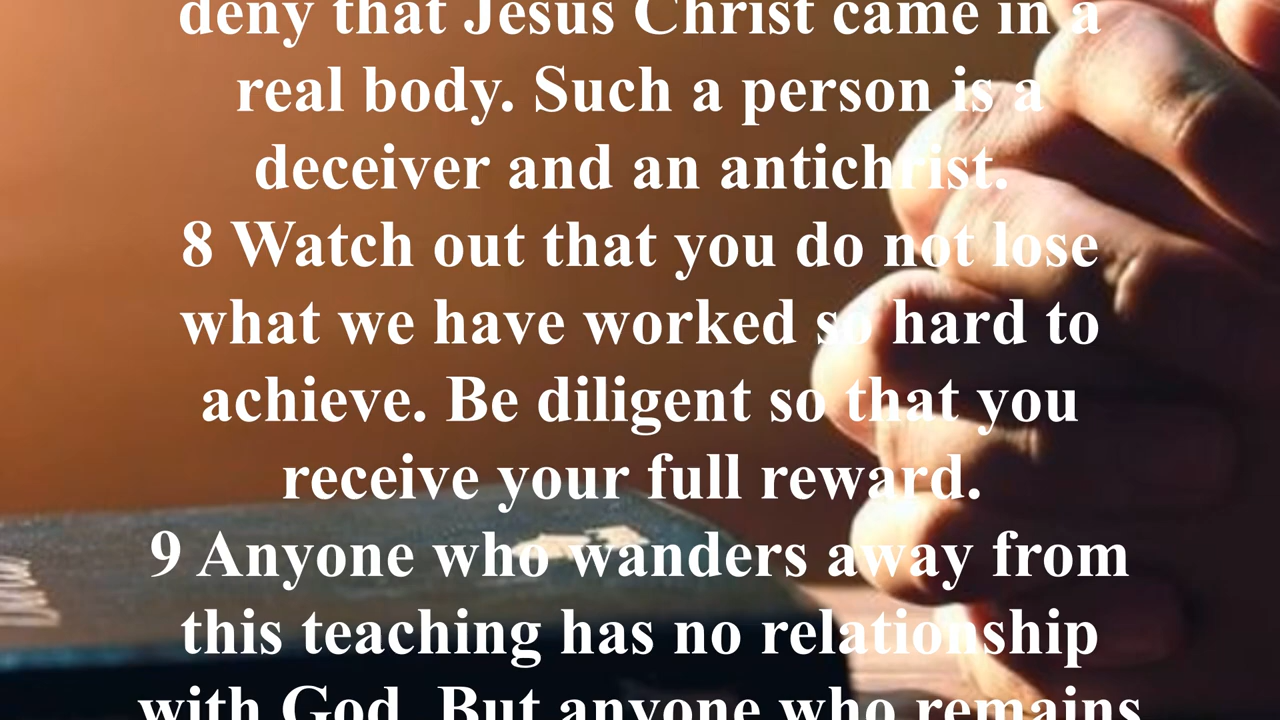 deny that Jesus Christ came in a
real body. Such a person is a
deceiver and an antichrist.
8 Watch out that you do not lose
what we have worked so hard to
achieve. Be diligent so that you
receive your full reward.
9 Anyone who wanders away from
this teaching has no relationship
with God. But anyone who remains